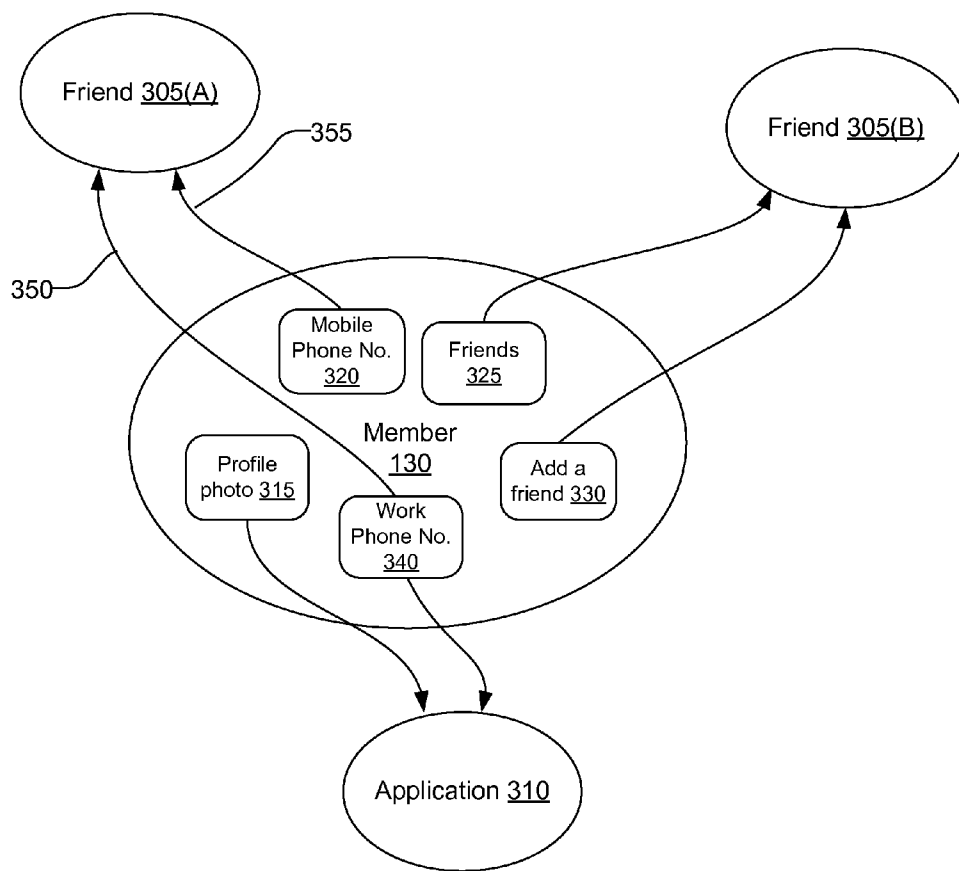 Friend 305(A)
Friend 305(B)
355
350
Mobile
Phone No.
320
Friends
325
Member
130
Profile
photo 315
Add a
friend 330
Work
Phone No.
340
Application 310